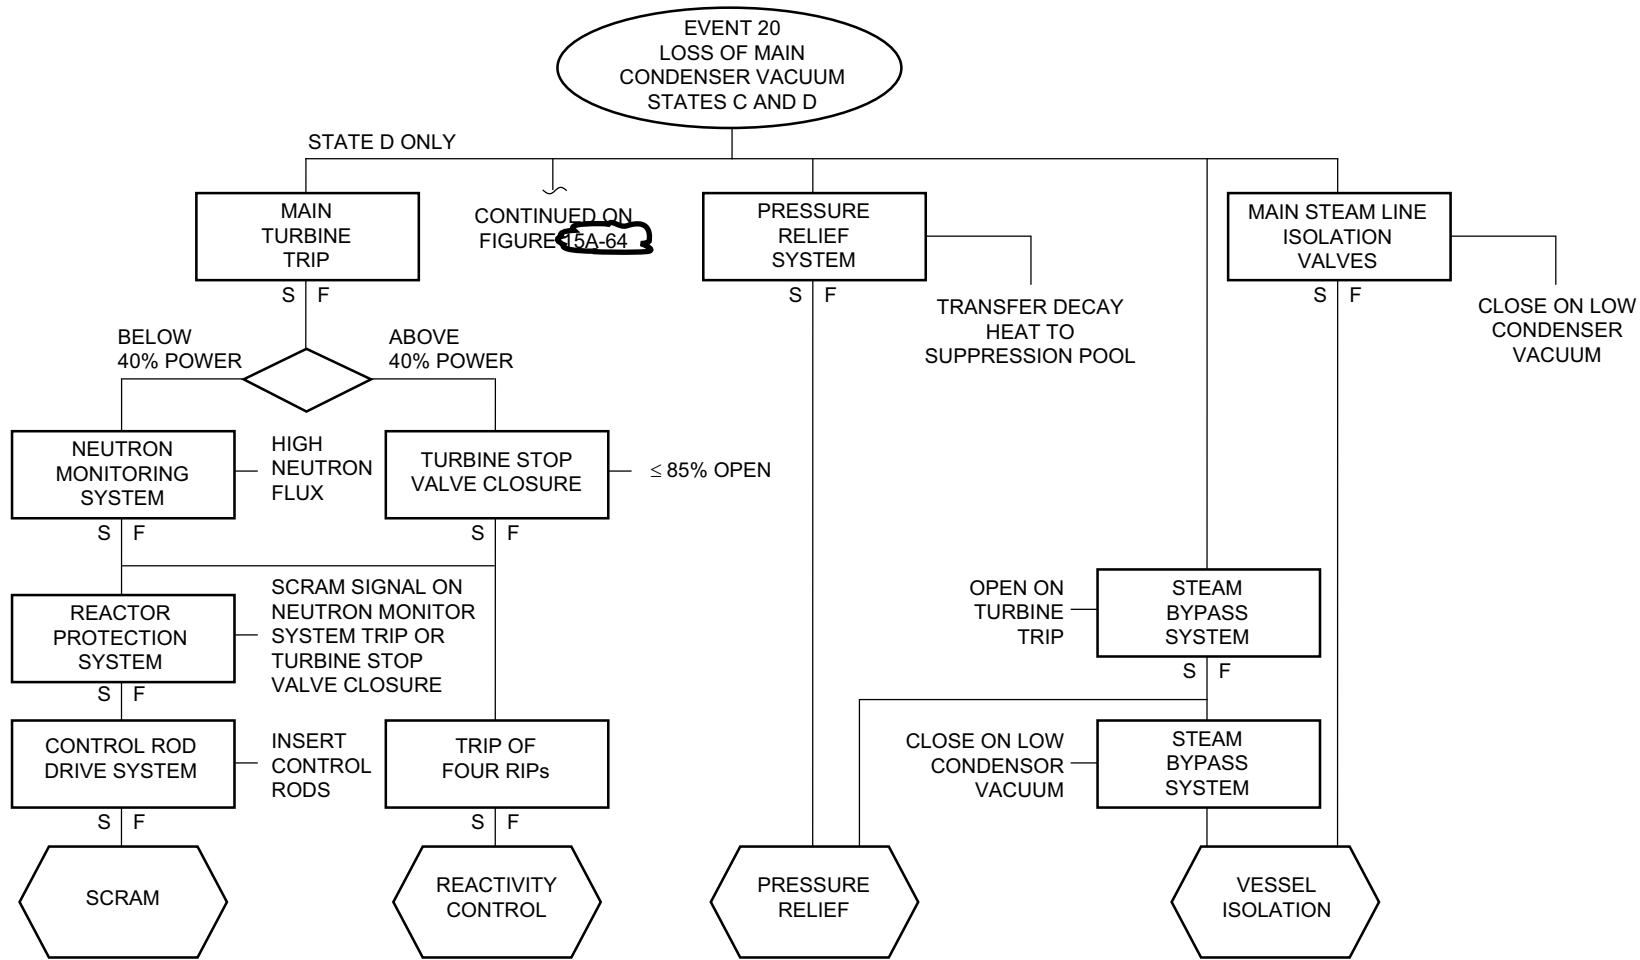 EVENT 20
LOSS OF MAIN
CONDENSER VACUUM
STATES C AND D
STATE D ONLY
MAIN
TURBINE
TRIP
S F
CONTINUED ON
FIGURE 15A-64
PRESSURE
RELIEF
SYSTEM
S F
TRANSFER DECAY
HEAT TO
SUPPRESSION POOL
MAIN STEAM LINE
ISOLATION
VALVES
S F
CLOSE ON LOW
CONDENSER
VACUUM
BELOW
40% POWER
ABOVE
40% POWER
NEUTRON
MONITORING
SYSTEM
S F
HIGH
NEUTRON
FLUX
TURBINE STOP
VALVE CLOSURE
S F
≤ 85% OPEN
REACTOR
PROTECTION
SYSTEM
S F
SCRAM SIGNAL ON
NEUTRON MONITOR
SYSTEM TRIP OR
TURBINE STOP
VALVE CLOSURE
OPEN ON
TURBINE
TRIP
STEAM
BYPASS
SYSTEM
S F
CONTROL ROD
DRIVE SYSTEM
S F
INSERT
CONTROL
RODS
TRIP OF
FOUR RIPs
S F
CLOSE ON LOW
CONDENSOR
VACUUM
STEAM
BYPASS
SYSTEM
SCRAM
REACTIVITY
CONTROL
PRESSURE
RELIEF
VESSEL
ISOLATION